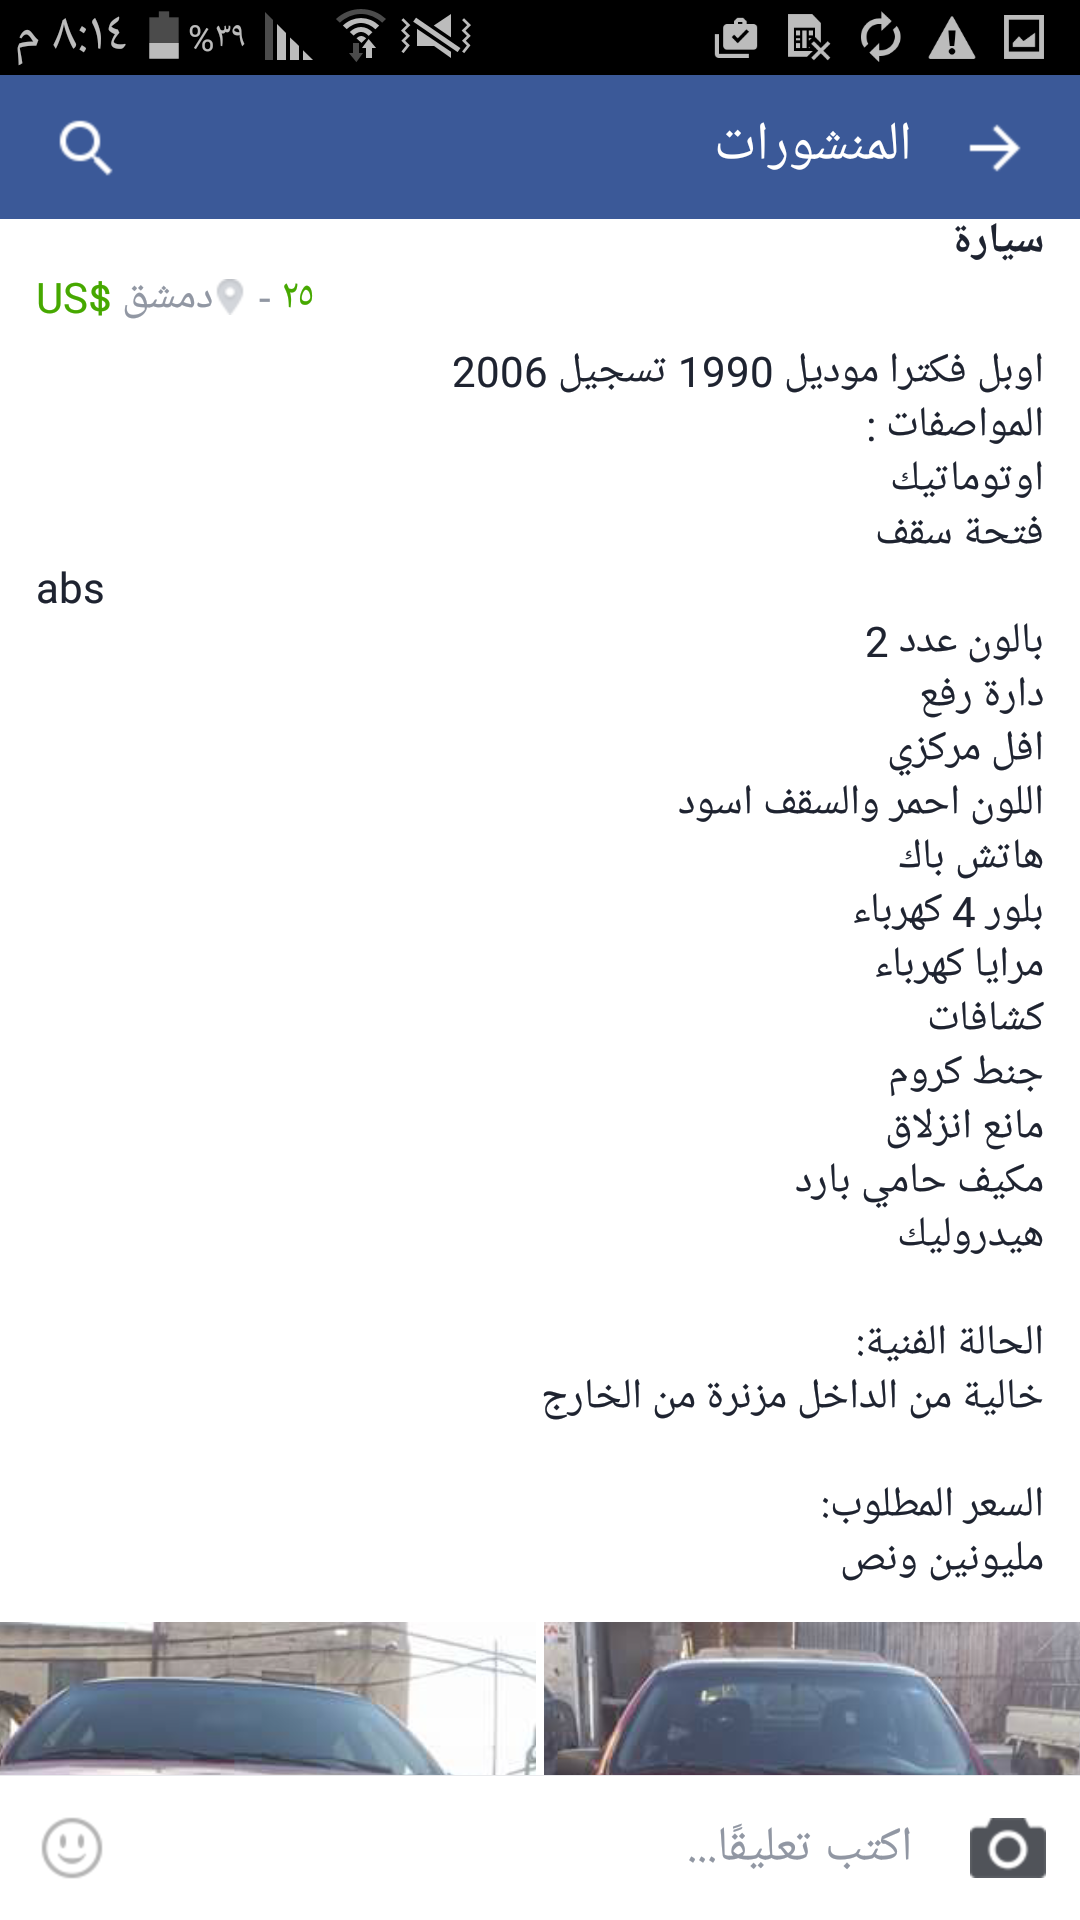 م ٨:١٤ %٣٩
المنشورات
سيارة
US$ ٢٥ - دمشق
اوبل فكترا موديل 1990 تسجيل 2006
المواصفات :
اوتوماتيك
فتحة سقف
abs
بالون عدد 2
دارة رفع
افل مركزي
اللون احمر والسقف اسود
هاتش باك
بلور 4 كهرباء
مرايا كهرباء
كشافات
جنط كروم
مانع انزلاق
مكيف حامي بارد
هيدروليك
الحالة الفنية:
خالية من الداخل مزنرة من الخارج
السعر المطلوب:
مليونين ونص
اكتب تعليقًا...